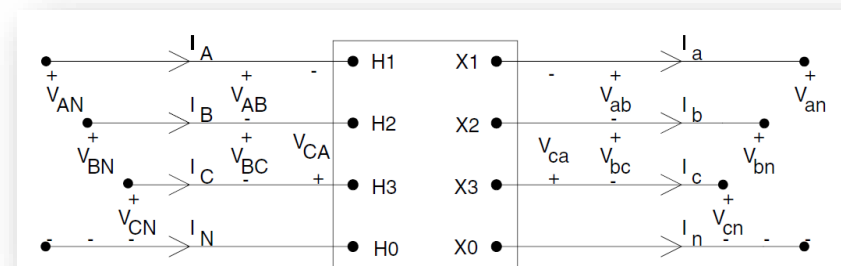 I A I a
H1 X1
+ + - - + +
V AN V AB V ab V an
I B I b
H2 X2
+ - + - + +
V BN V BC V CA V ca V bc V bn
I C I c
H3 X3
+ - + + - +
V CN V cn
I N I n
- - - H0 X0 - - -